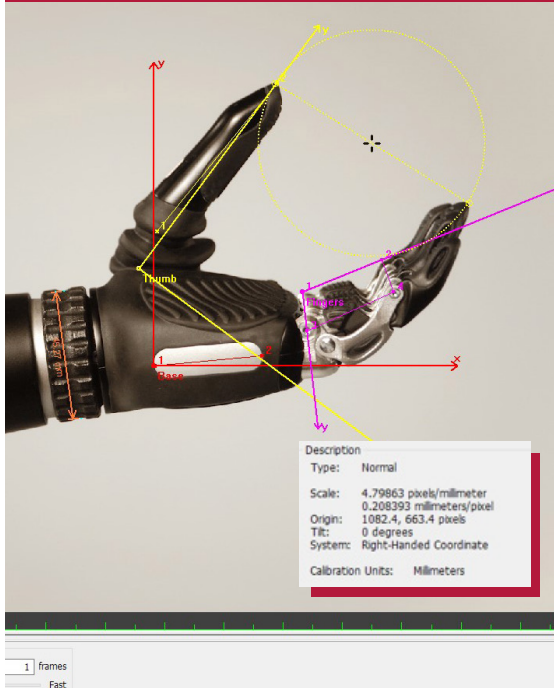 y
y
2
1
Thumb
2
1
Fingers
1
2
x
Base
y
Description
Type: Normal
Scale: 4.79863 pixels/millimeter
0.208393 millimeters/pixel
Origin: 1082.4, 663.4 pixels
Tilt: 0 degrees
System: Right-Handed Coordinate
Calibration Units: Millimeters
1 frames
Fast